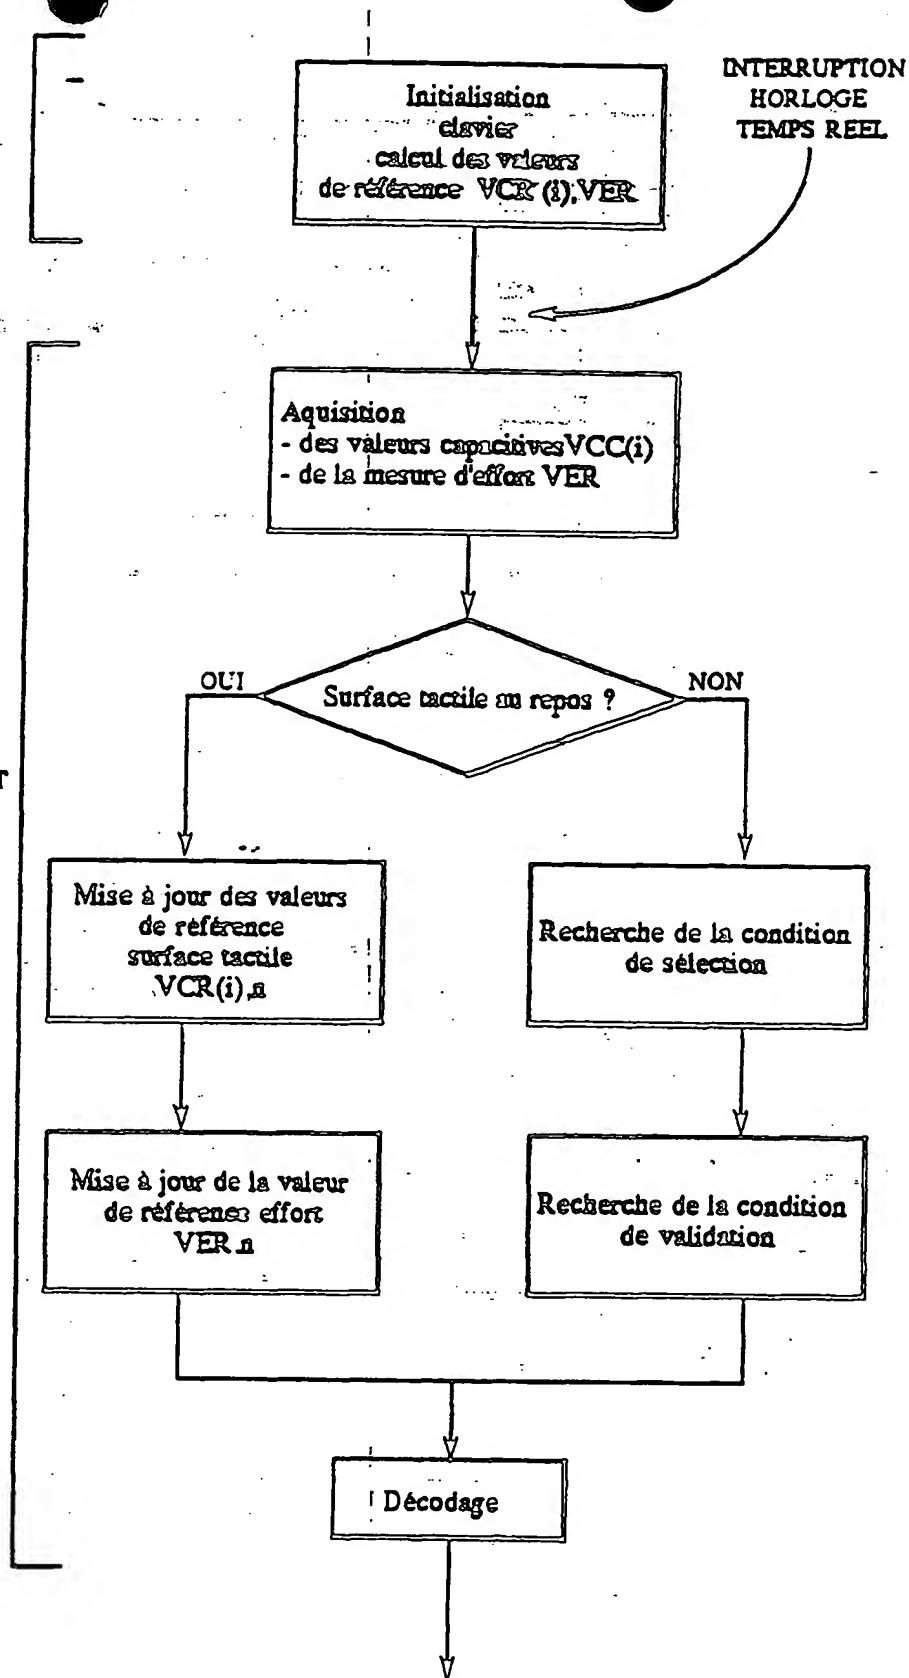 INTERRUPTION
HORLOGE
TEMPS REEL
Initialisation
clavier
calcul des valeurs
de référence VCR (i), VER
Aquisition
- des valeurs capacitives VCC(i)
- de la mesure d'effort VER
Surface tactile au repos ?
OUI
NON
T
Mise à jour des valeurs
de référence
surface tactile
VCR(i).n
Recherche de la condition
de sélection
Mise à jour de la valeur
de référence effort
VER.n
Recherche de la condition
de validation
Décodage